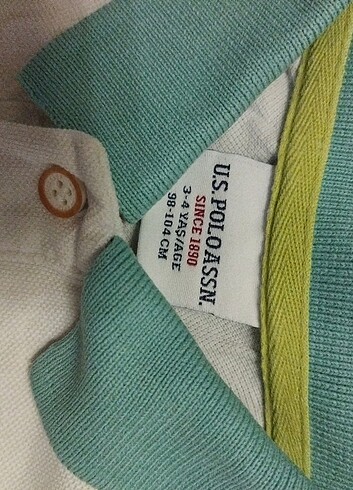 U.S. POLO ASSN.
SINCE 1890
3-4 YAŞ/AGE
98-104 CM